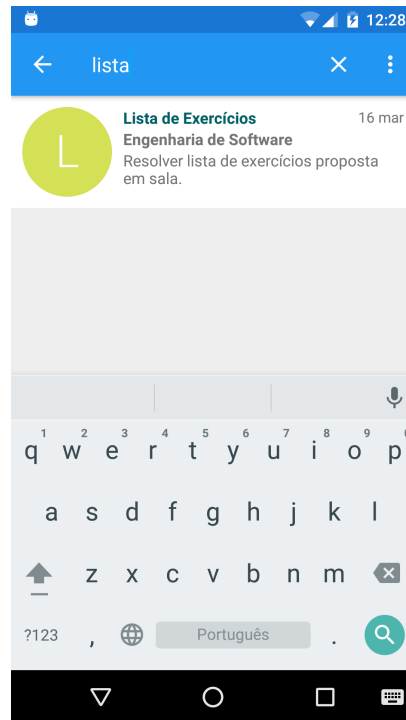 12:28
lista
Lista de Exercícios 16 mar
Engenharia de Software
Resolver lista de exercícios proposta
em sala.
1 2 3 4 5 6 7 8 9
q w e r t y u i o p
a s d f g h j k l
z x c v b n m
?123 , Português .